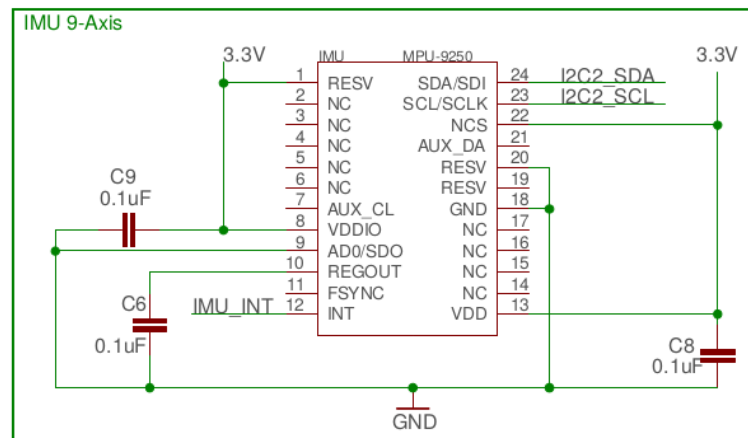 IMU 9-Axis
3.3V
IMU MPU-9250
3.3V
1 RESV SDA/SDI 24 I2C2_SDA
2 NC SCL/SCLK 23 I2C2_SCL
3 NC NCS 22
4 NC AUX_DA 21
5 NC RESV 20
6 NC RESV 19
7 AUX_CL GND 18
8 VDDIO NC 17
9 AD0/SDO NC 16
10 REGOUT NC 15
11 FSYNC NC 14
IMU_INT 12 INT VDD 13
C9
0.1uF
C6
0.1uF
C8
0.1uF
GND